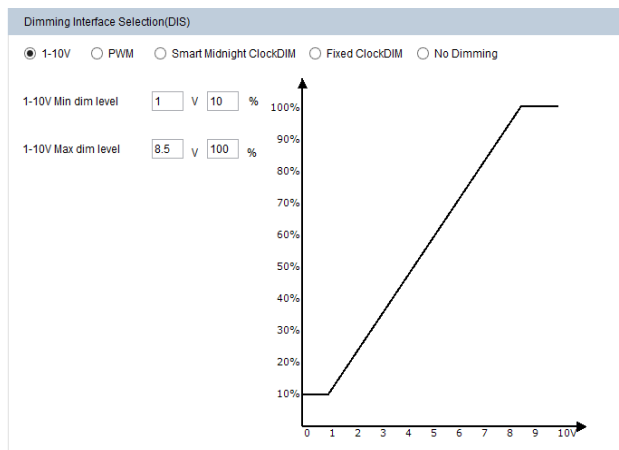 Dimming Interface Selection(DIS)
1-10V PWM Smart Midnight ClockDIM Fixed ClockDIM No Dimming
1-10V Min dim level 1 V 10 %
1-10V Max dim level 8.5 V 100 %
100%
90%
80%
70%
60%
50%
40%
30%
20%
10%
0 1 2 3 4 5 6 7 8 9 10V